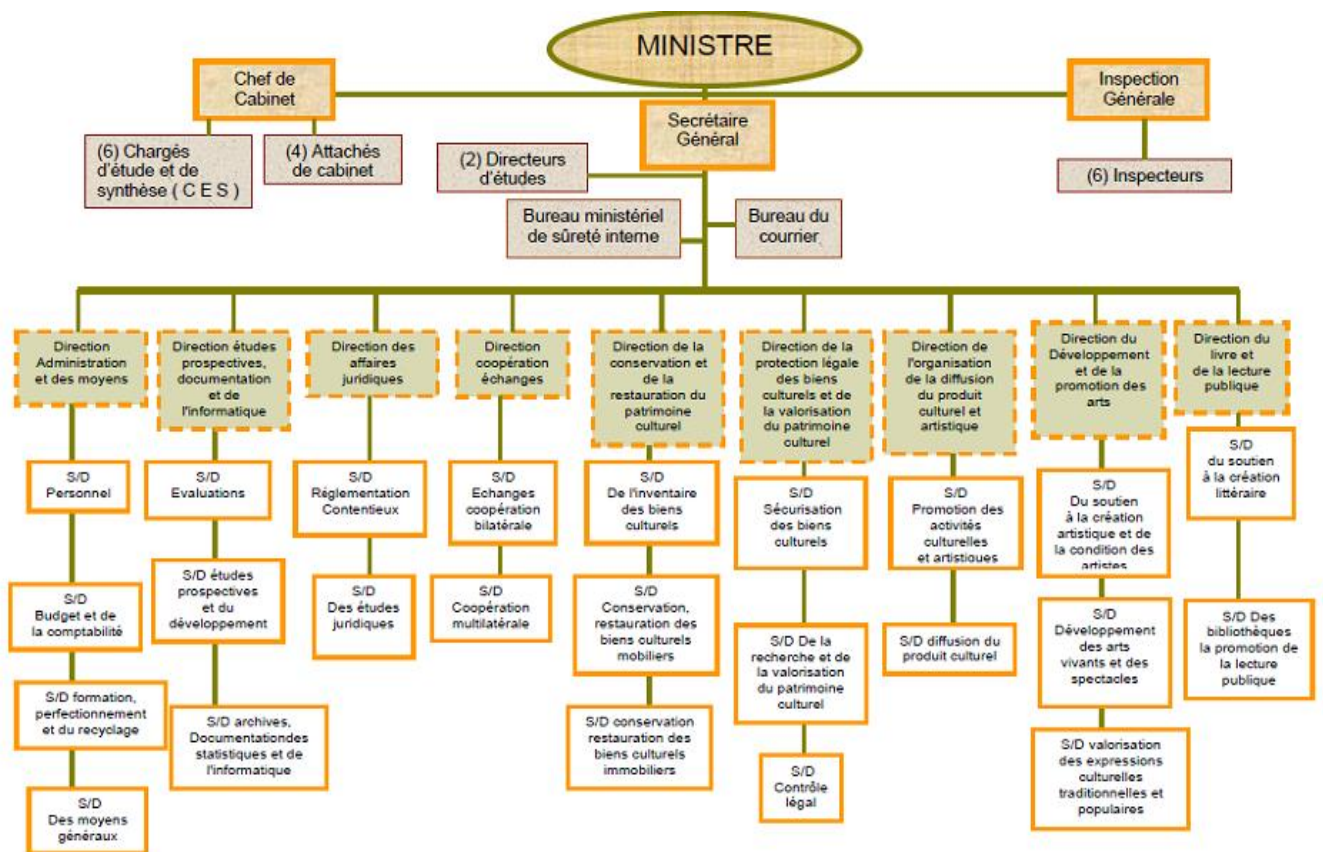 MINISTRE
Chef de
Cabinet
Inspection
Générale
Secrétaire
Général
(6) Chargés
d'étude et de
synthèse ( C E S )
(4) Attachés
de cabinet
(2) Directeurs
d'études
(6) Inspecteurs
Bureau ministériel
de sûreté interne
Bureau du
courrier
Direction
Administration
et des moyens
Direction études
prospectives,
documentation
et de
l'informatique
Direction des
affaires
juridiques
Direction
coopération
échanges
Direction de la
conservation et
de la
restauration du
patrimoine
culturel
Direction de la
protection légale
des biens
culturels et de
la valorisation
du patrimoine
culturel
Direction de
l'organisation
de la diffusion
du produit
culturel et
artistique
Direction du
Développement
et de la
promotion des
arts
Direction du
livre et
de la lecture
publique
S/D
Personnel
S/D
Budget et de
la comptabilité
S/D formation,
perfectionnement
et du recyclage
S/D
Des moyens
généraux
S/D
Evaluations
S/D études
prospectives
et du
développement
S/D archives,
Documentationdes
statistiques et de
l'informatique
S/D
Réglementation
Contentieux
S/D
Des études
juridiques
S/D
Echanges
coopération
bilatérale
S/D
Coopération
multilatérale
S/D
De l'inventaire
des biens
culturels
S/D
Conservation,
restauration des
biens culturels
mobiliers
S/D conservation
restauration des
biens culturels
immobiliers
S/D
Sécurisation
des biens
culturels
S/D De la
recherche et de
la valorisation
du patrimoine
culturel
S/D
Contrôle
légal
S/D
Promotion des
activités
culturelles
et artistiques
S/D diffusion du
produit culturel
S/D
Du soutien
à la création
artistique et de
la condition des
artistes
S/D
Développement
des arts
vivants et des
spectacles
S/D valorisation
des expressions
culturelles
traditionnelles et
populaires
S/D
du soutien
à la création
littéraire
S/D Des
bibliothèques
la promotion de
la lecture
publique